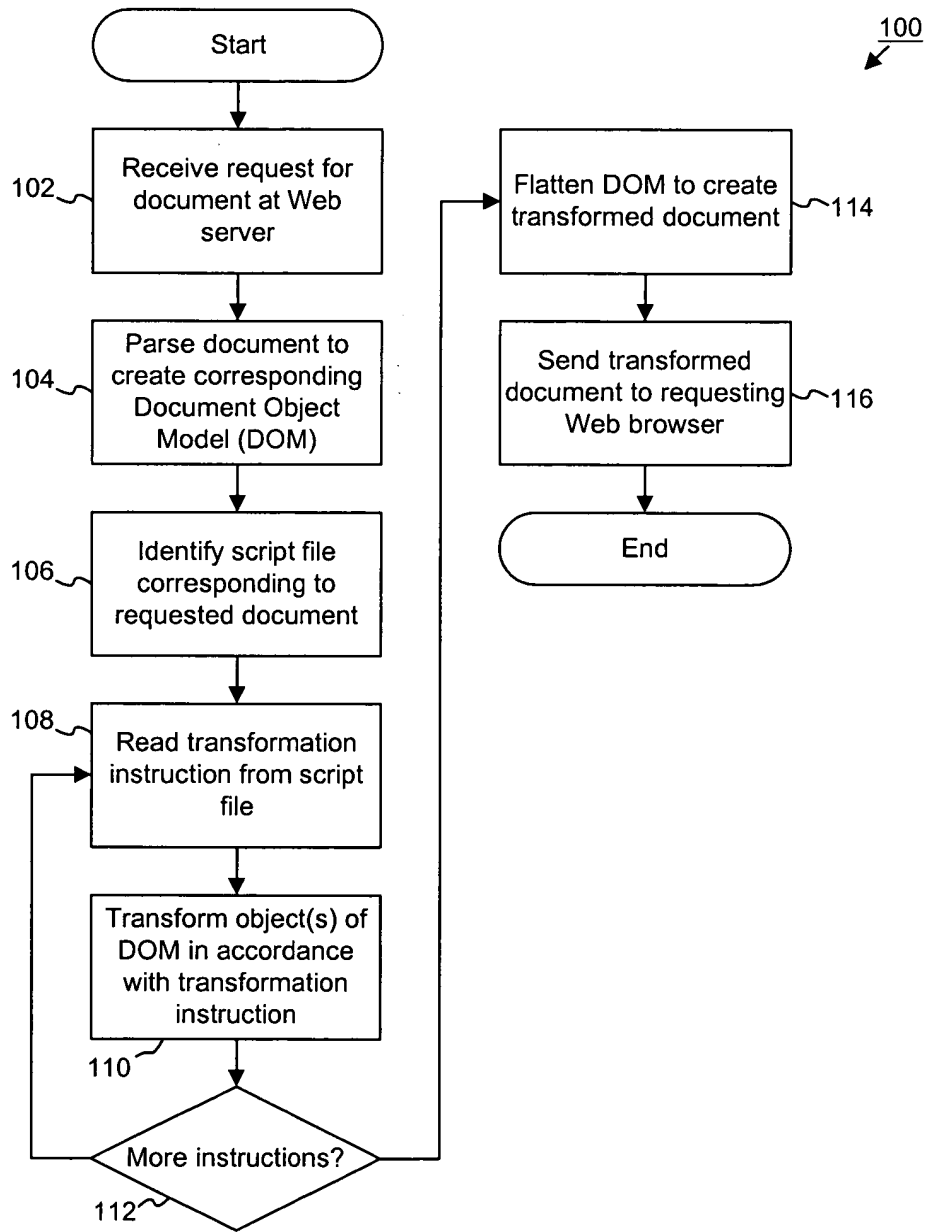 Start
100
102
Receive request for
document at Web
server
104
Parse document to
create corresponding
Document Object
Model (DOM)
106
Identify script file
corresponding to
requested document
108
Read transformation
instruction from script
file
Transform object(s) of
DOM in accordance
with transformation
instruction
110
More instructions?
112
Flatten DOM to create
transformed document
114
Send transformed
document to requesting
Web browser
116
End